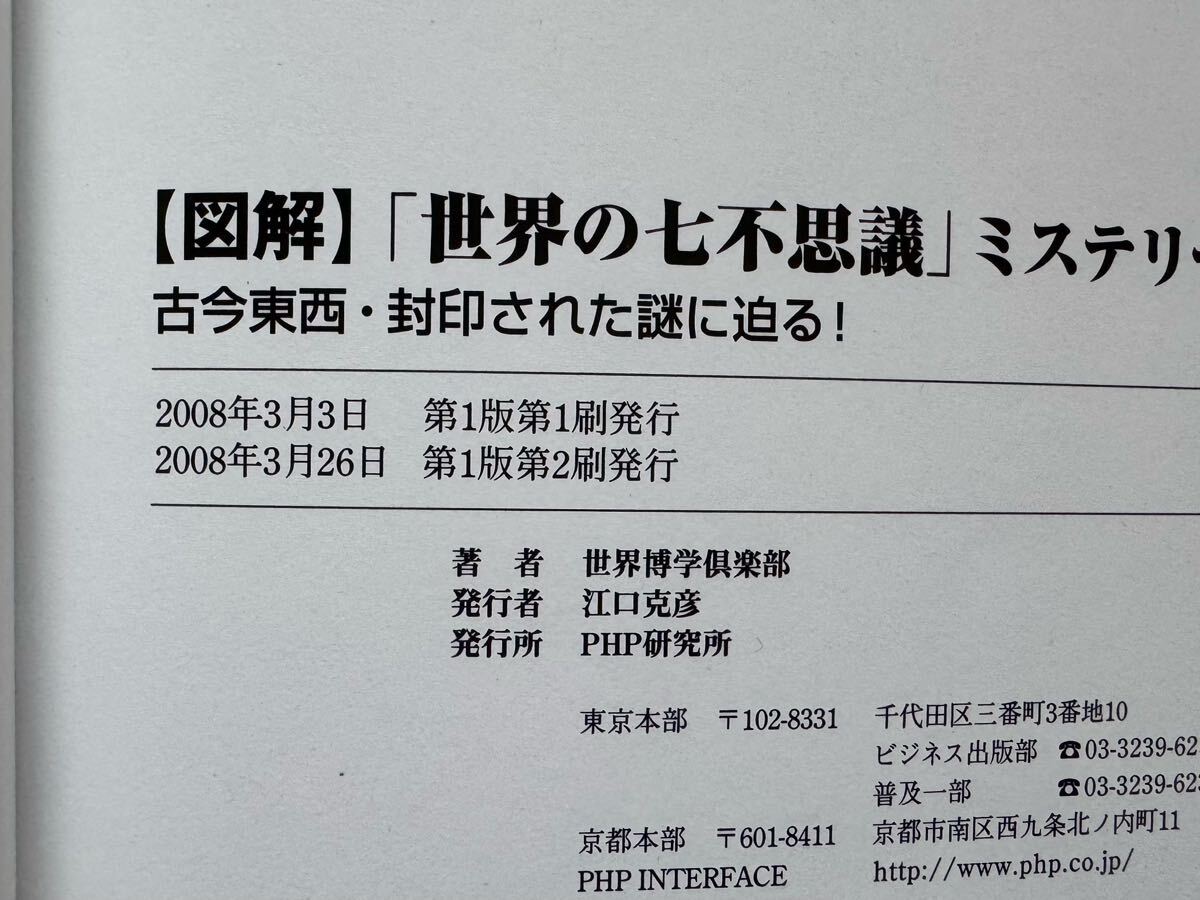 【図解】「世界の七不思議」ミステリー
古今東西・封印された謎に迫る！
2008年3月3日 第1版第1刷発行
2008年3月26日 第1版第2刷発行
著 者 世界博学倶楽部
発行者 江口克彦
発行所 PHP研究所
東京本部 〒102-8331 千代田区三番町3番地10
ビジネス出版部 ☎03-3239-62
普及一部 ☎03-3239-623
京都本部 〒601-8411 京都市南区西九条北ノ内町11
PHP INTERFACE http://www.php.co.jp/